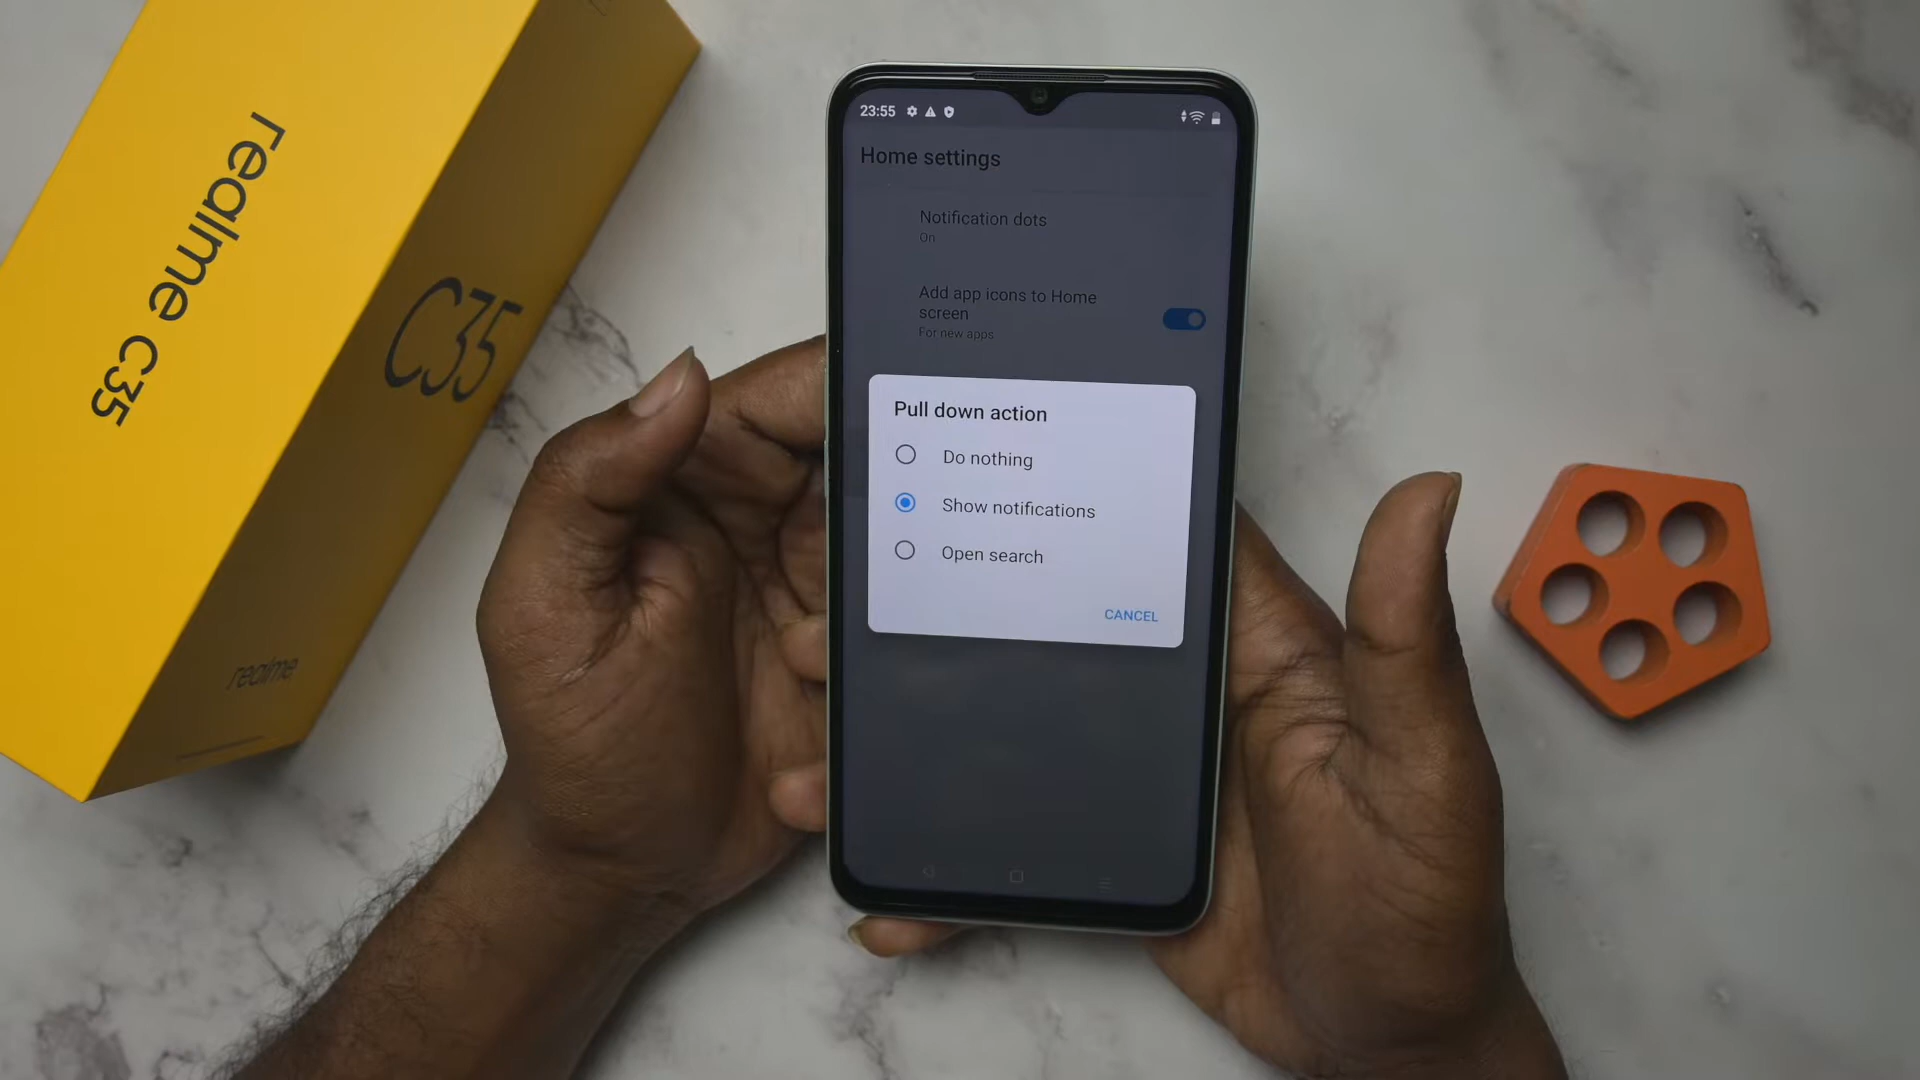 realme C35
C35
realme
23:55
Home settings
Notification dots
On
Add app icons to Home
screen
For new apps
Pull down action
Do nothing
Show notifications
Open search
CANCEL